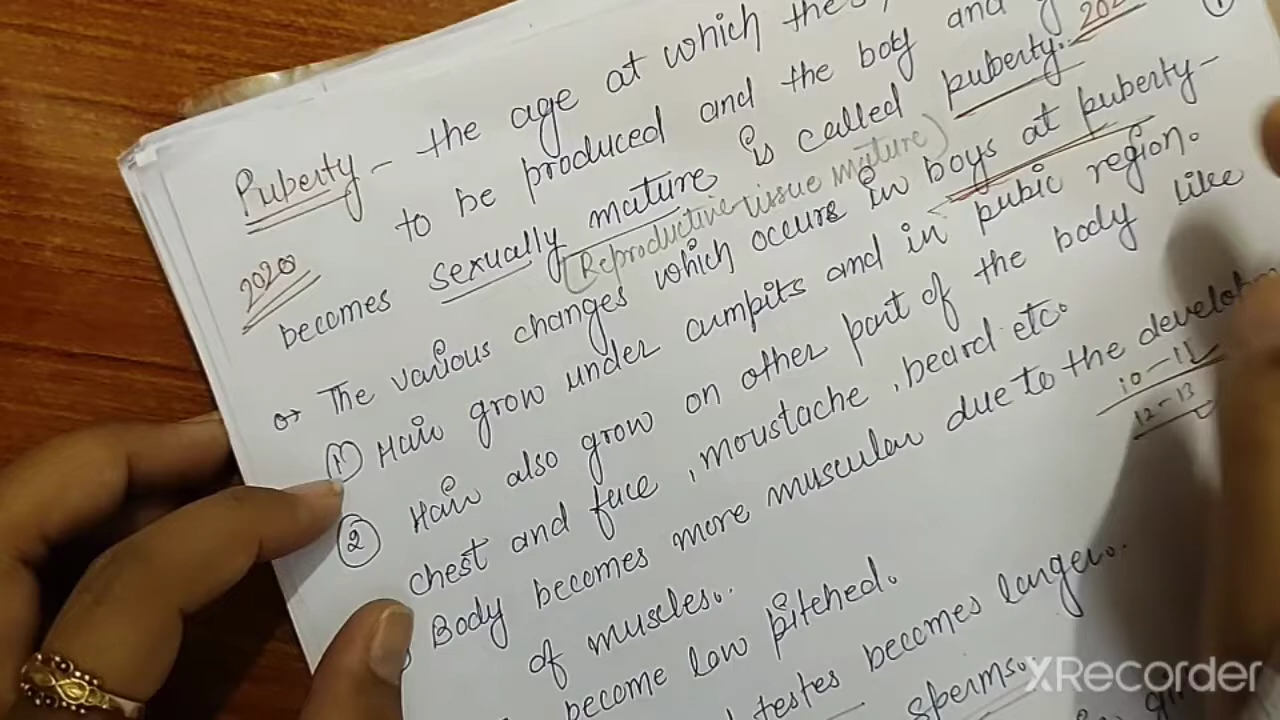 Puberty - the age at which the
to be produced and the boy and
becomes sexually mature is called puberty.
(Reproductive tissue mature)
2020
The various changes which occurs in boys at puberty-
① Hair grow under armpits and in pubic region.
② Hair also grow on other part of the body like
chest and face, moustache, beard etc.
Body becomes more muscular due to the developm
of muscles.
10-11
12-13
become low pitched.
testes becomes larger.
sperms.
XRecorder